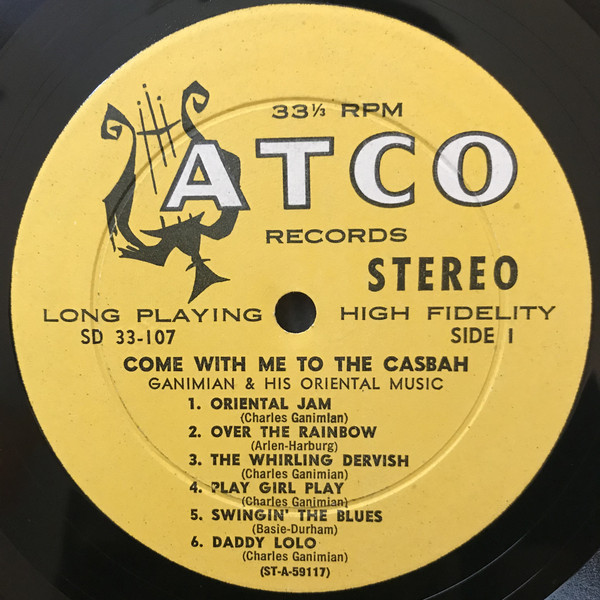 33⅓ RPM
ATCO
RECORDS
STEREO
LONG PLAYING HIGH FIDELITY
SD 33-107 SIDE 1
COME WITH ME TO THE CASBAH
GANIMIAN & HIS ORIENTAL MUSIC
1. ORIENTAL JAM
(Charles Ganimian)
2. OVER THE RAINBOW
(Arlen-Harburg)
3. THE WHIRLING DERVISH
(Charles Ganimian)
4. PLAY GIRL PLAY
(Charles Ganimian)
5. SWINGIN' THE BLUES
(Basie-Durham)
6. DADDY LOLO
(Charles Ganimian)
(ST-A-59117)